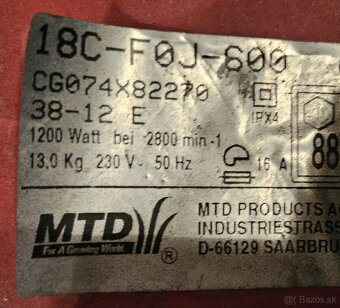 18C-F0J-600
CG074X82270
38-12 E
IPX4
1200 Watt bei 2800 min-1
13,0 Kg 230 V - 50 Hz
16 A
88
MTD
For A Growing World.
®
MTD PRODUCTS
INDUSTRIESTRASS
D-66129 SAARBRU
© Bazos.sk